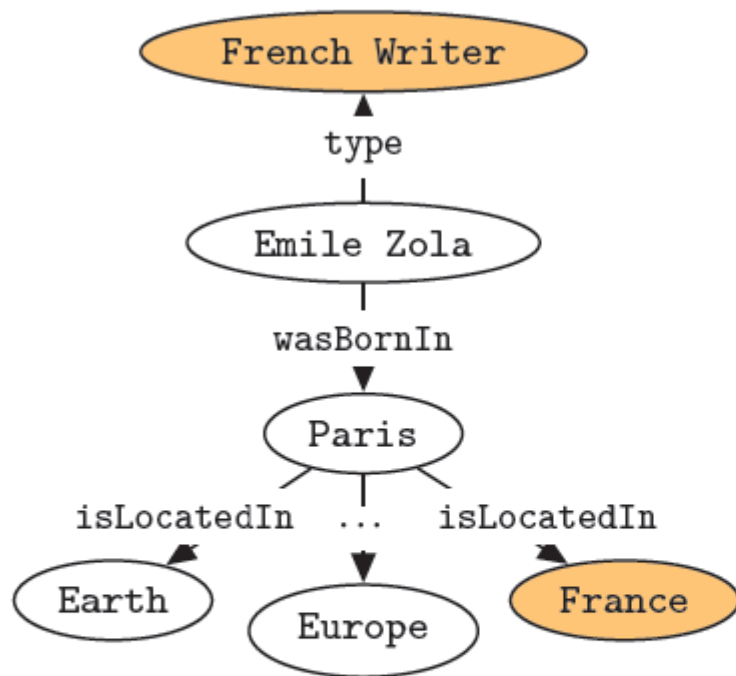 French Writer
type
Emile Zola
wasBornIn
Paris
isLocatedIn ... isLocatedIn
Earth
Europe
France